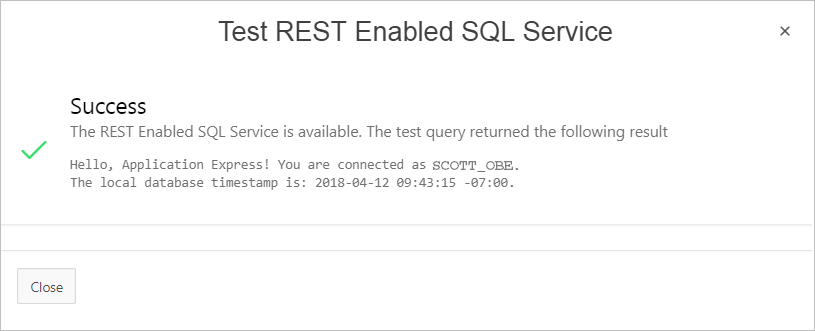 Test REST Enabled SQL Service
×
Success
The REST Enabled SQL Service is available. The test query returned the following result
Hello, Application Express! You are connected as SCOTT_OBE.
The local database timestamp is: 2018-04-12 09:43:15 -07:00.
Close